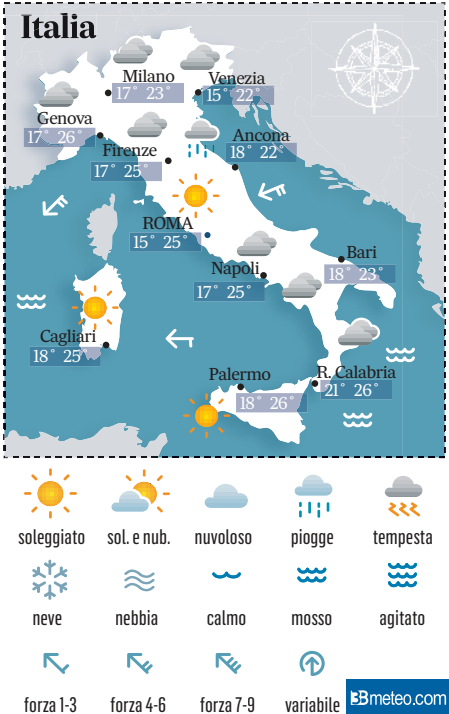 Italia
Milano
17° 23°
Venezia
15° 22°
Genova
17° 26°
Firenze
17° 25°
Ancona
18° 22°
ROMA
15° 25°
Napoli
17° 25°
Bari
18° 23°
Cagliari
18° 25°
Palermo
18° 26°
R. Calabria
21° 26°
soleggiato sol. e nub. nuvoloso piogge tempesta
neve nebbia calmo mosso agitato
forza 1-3 forza 4-6 forza 7-9 variabile
3Bmeteo.com